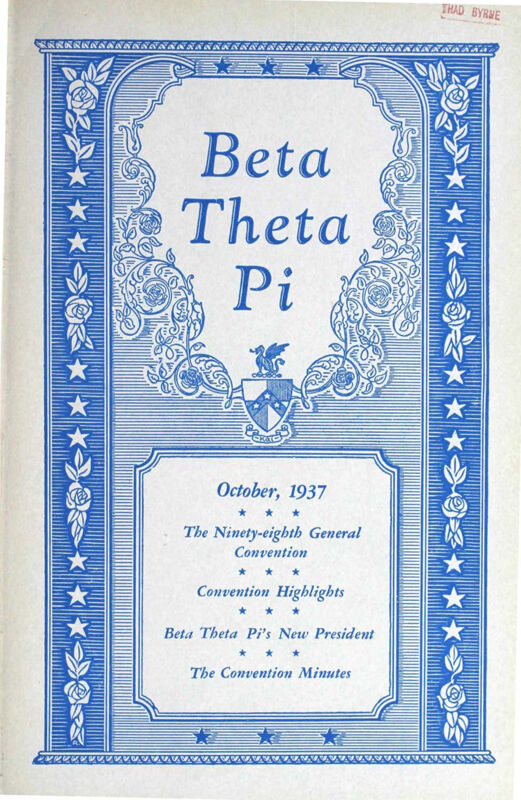 THAD BYRNE
Beta
Theta
Pi
October, 1937
The Ninety-eighth General
Convention
Convention Highlights
Beta Theta Pi's New President
The Convention Minutes